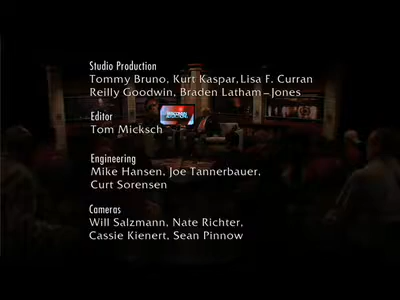 Studio Production
Tommy Bruno, Kurt Kaspar, Lisa F. Curran
Reilly Goodwin, Braden Latham–Jones
Editor
Tom Micksch
Engineering
Mike Hansen, Joe Tannerbauer,
Curt Sorensen
Cameras
Will Salzmann, Nate Richter,
Cassie Kienert, Sean Pinnow